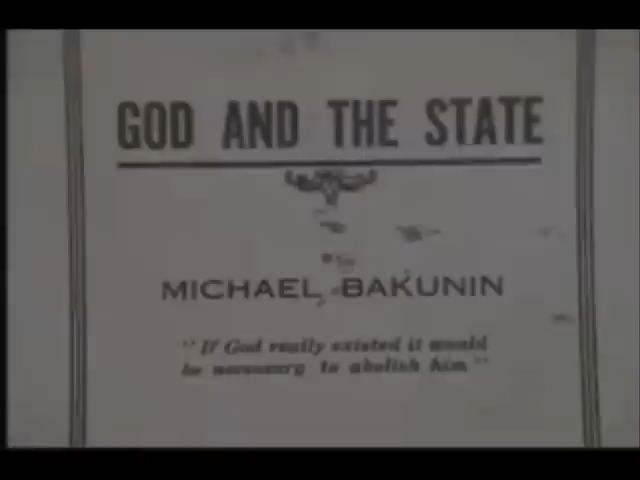 GOD AND THE STATE
MICHAEL BAKUNIN
"If God really existed it would
be necessary to abolish him"